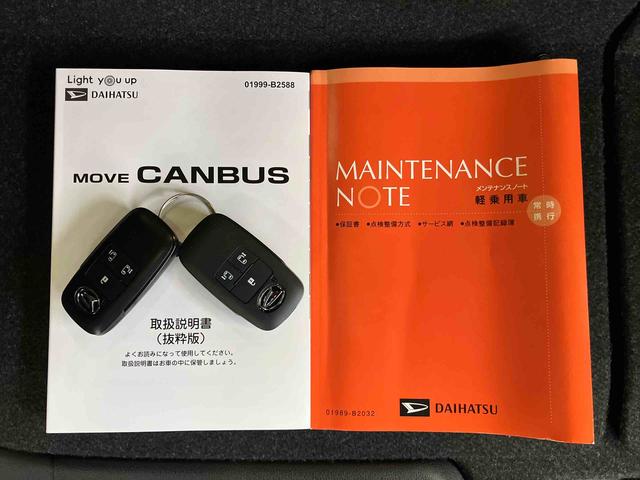 Light you up
DAIHATSU
01999-B2588
MOVE CANBUS
取扱説明書
（抜粋版）
よくお読みになって使用してください。
取扱説明書はお車の中に保管しましょう。
MAINTENANCE
NOTE
メンテナンスノート
軽乗用車
常時
携行
●保証書 ●点検整備方式 ●サービス網 ●点検整備記録簿
01989-B2032
DAIHATSU